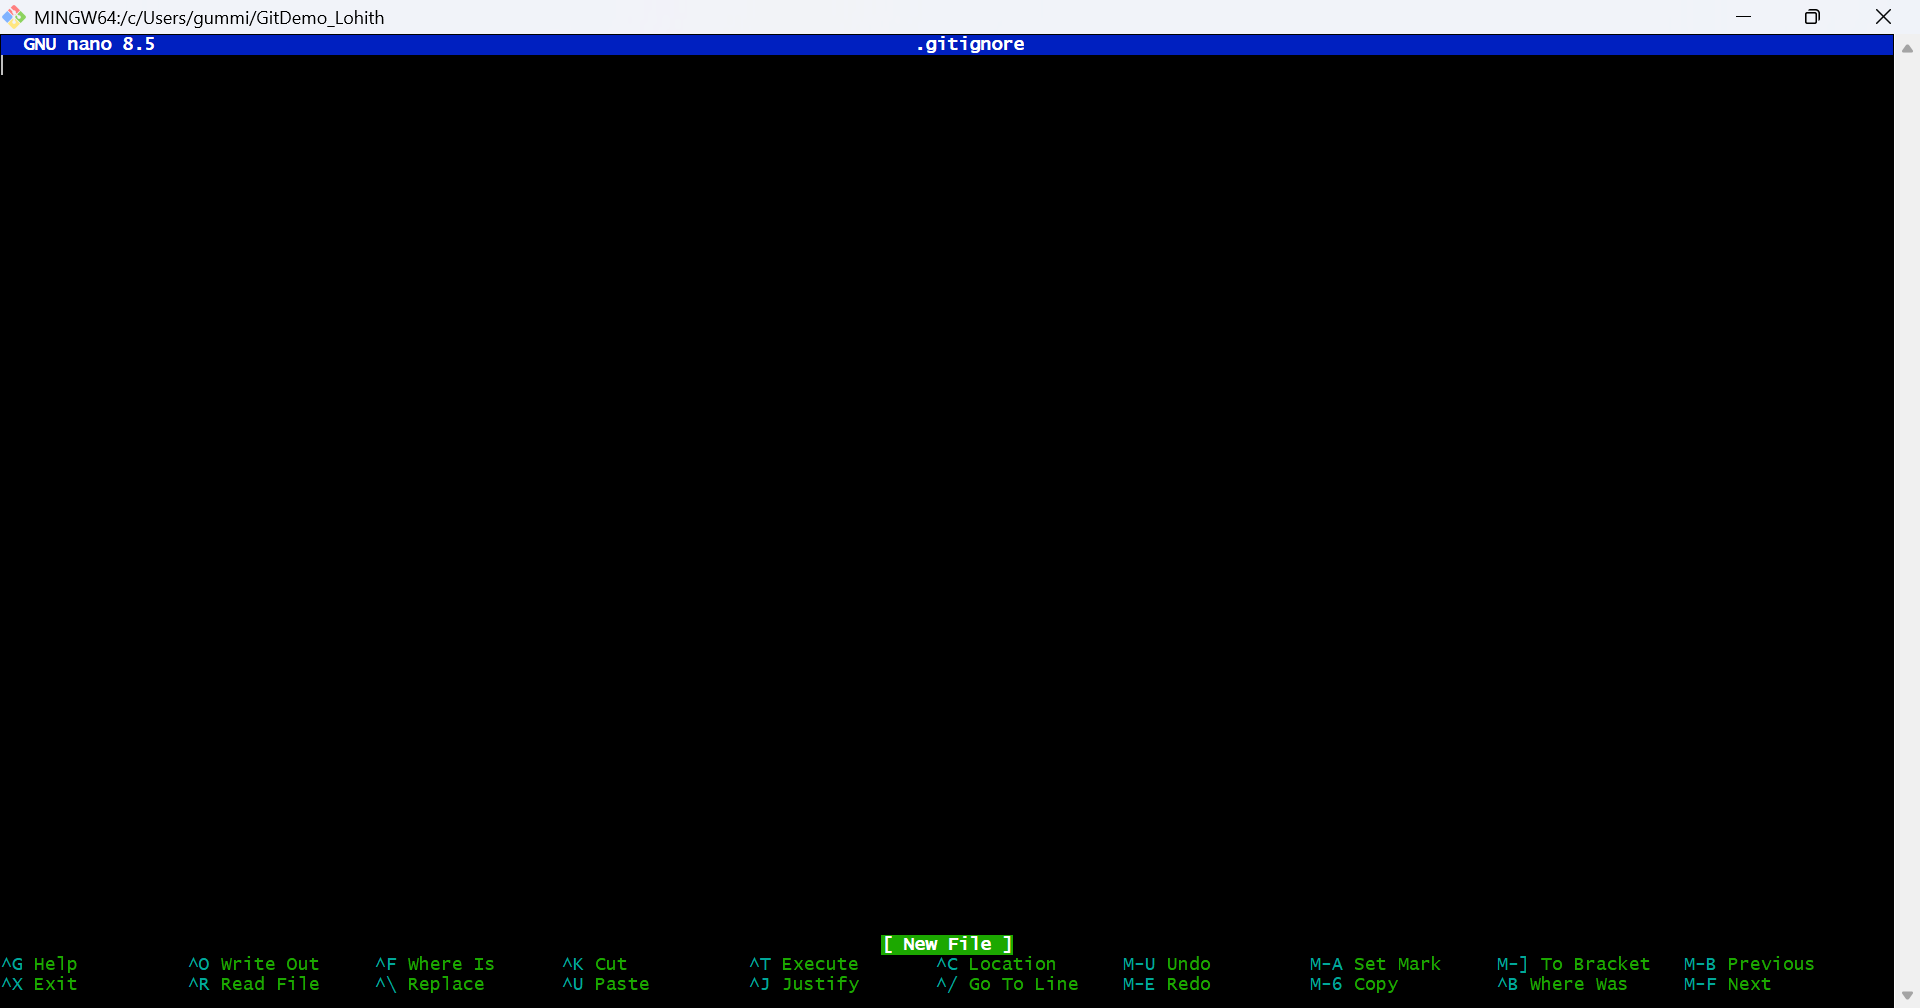 MINGW64:/c/Users/gummi/GitDemo_Lohith
GNU nano 8.5 .gitignore
[ New File ]
^G Help ^O Write Out ^F Where Is ^K Cut ^T Execute ^C Location M-U Undo M-A Set Mark M-] To Bracket M-B Previous
^X Exit ^R Read File ^\ Replace ^U Paste ^J Justify ^/ Go To Line M-E Redo M-6 Copy ^B Where Was M-F Next